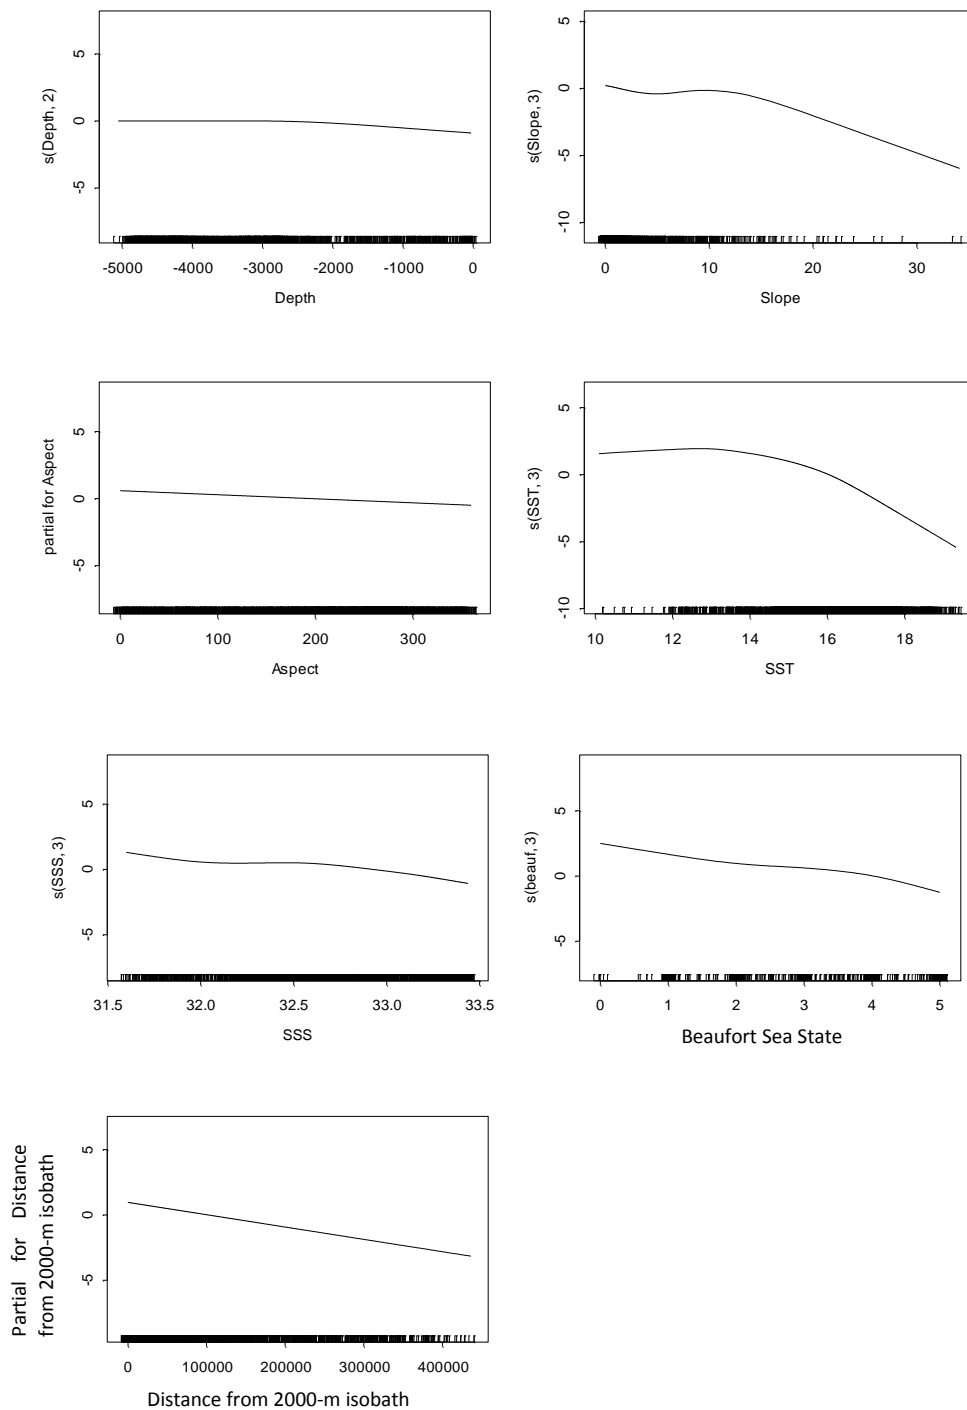 s(Depth, 2)
5
0
-5
-5000 -4000 -3000 -2000 -1000 0
Depth
s(Slope, 3)
5
0
-5
-10
0 10 20 30
Slope
partial for Aspect
5
0
-5
0 100 200 300
Aspect
s(SST, 3)
5
0
-5
-10
10 12 14 16 18
SST
s(SSS, 3)
5
0
-5
31.5 32.0 32.5 33.0 33.5
SSS
s(beauf, 3)
5
0
-5
0 1 2 3 4 5
Beaufort Sea State
Partial for Distance
from 2000-m isobath
5
0
-5
0 100000 200000 300000 400000
Distance from 2000-m isobath